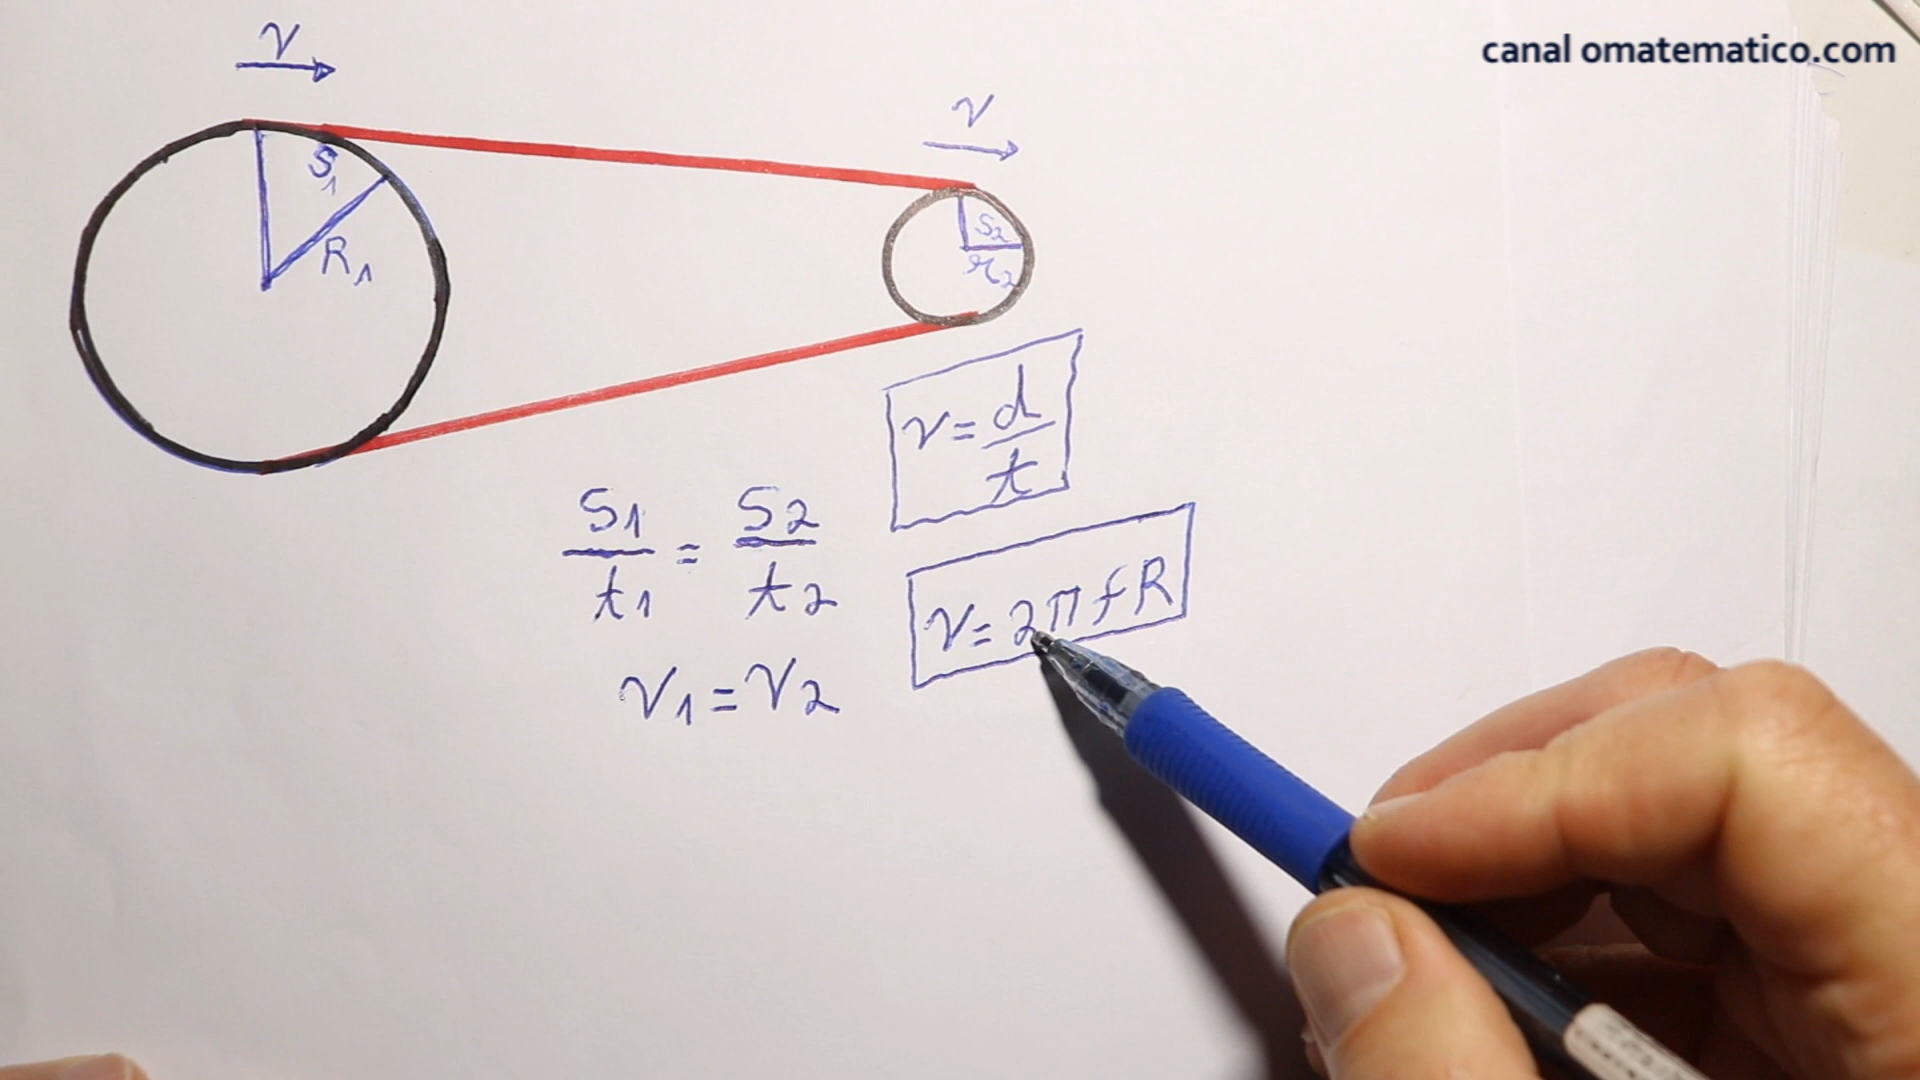 canal omatematico.com
v
v
S1
R1
S2
r2
v = d/t
S1/t1 = S2/t2
v = 2πfR
v1 = v2